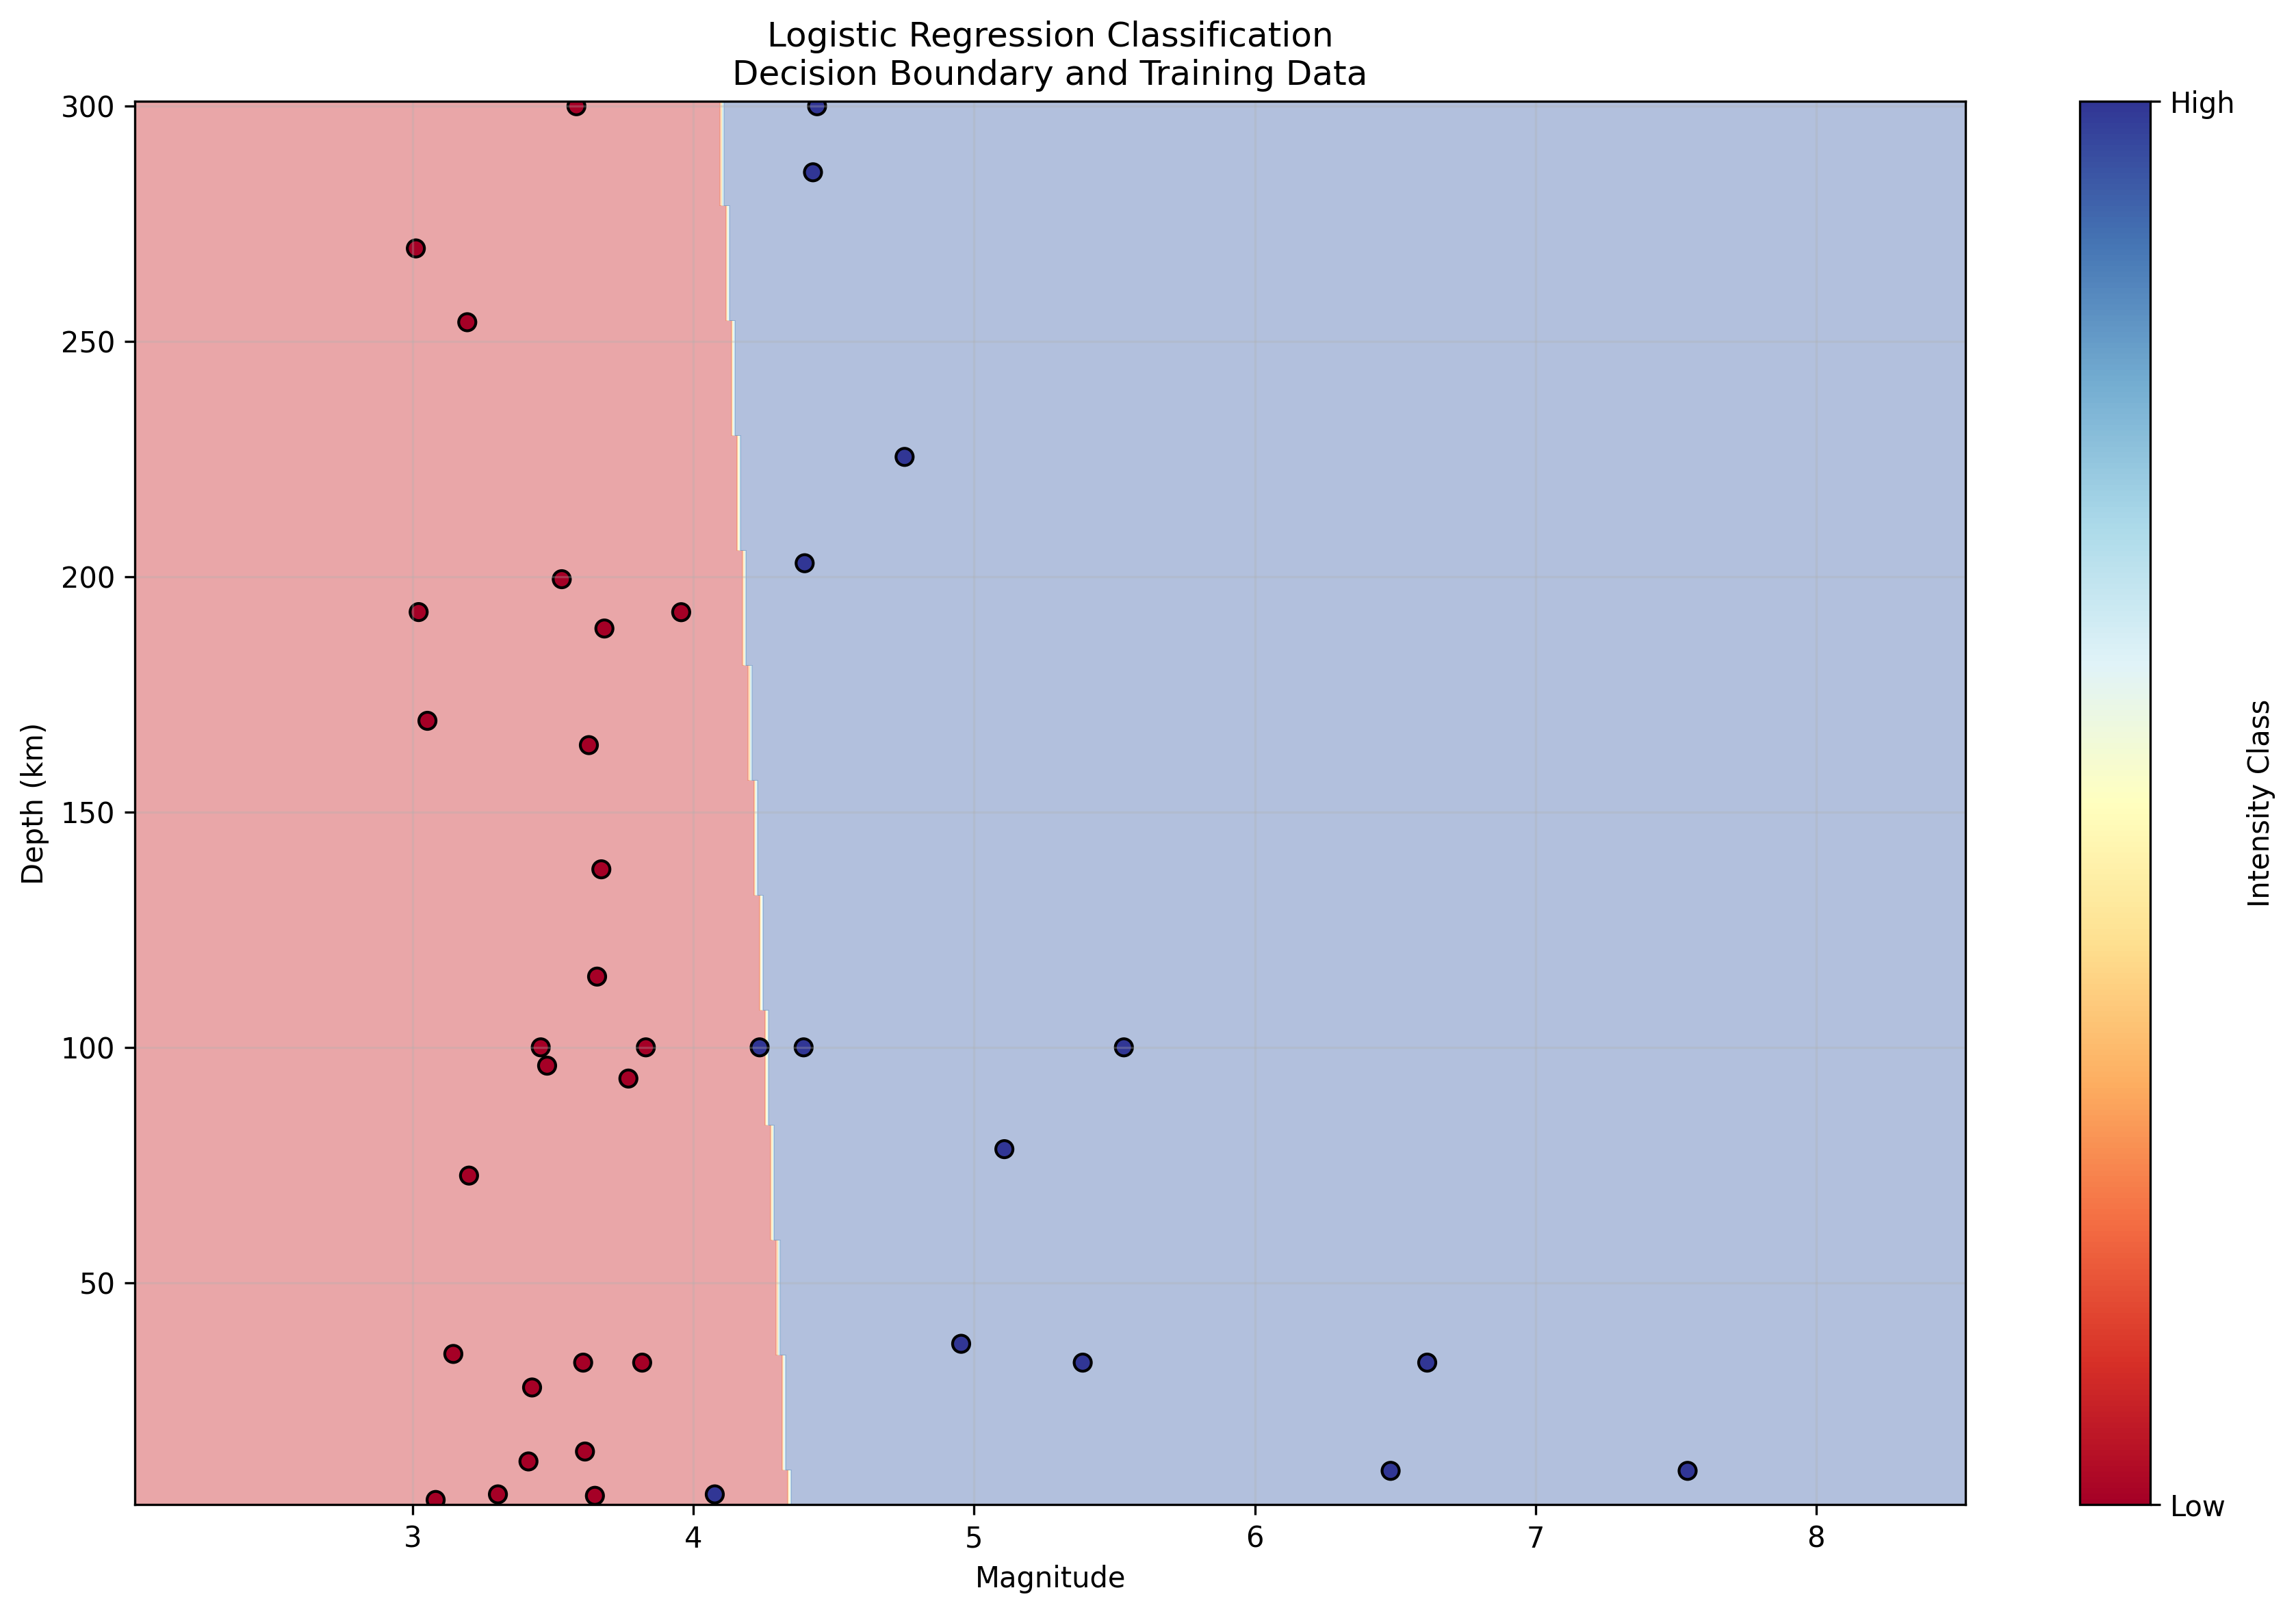 Logistic Regression Classification
Decision Boundary and Training Data
300
250
200
150
100
50
Depth (km)
3
4
5
6
7
8
Magnitude
High
Low
Intensity Class